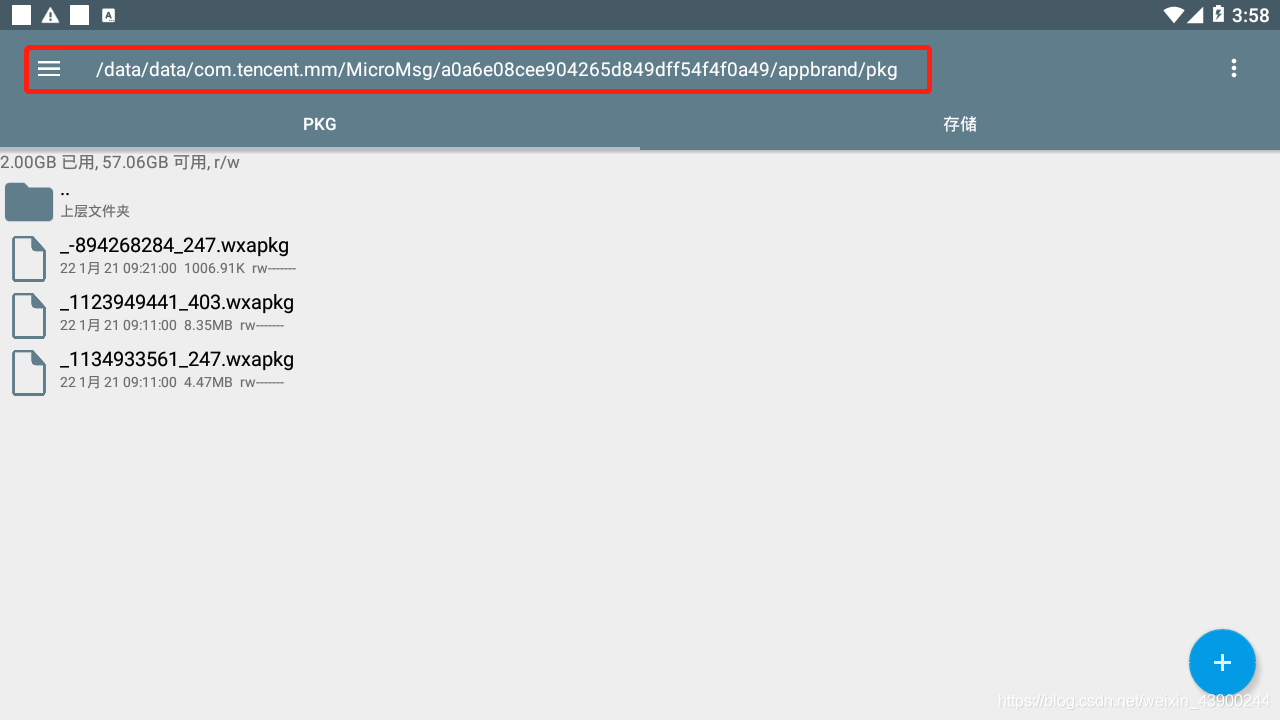 3:58
/data/data/com.tencent.mm/MicroMsg/a0a6e08cee904265d849dff54f4f0a49/appbrand/pkg
PKG
存储
2.00GB 已用, 57.06GB 可用, r/w
..
上层文件夹
_-894268284_247.wxapkg
22 1月 21 09:21:00 1006.91K rw-------
_1123949441_403.wxapkg
22 1月 21 09:11:00 8.35MB rw-------
_1134933561_247.wxapkg
22 1月 21 09:11:00 4.47MB rw-------
https://blog.csdn.net/weixin_43900244